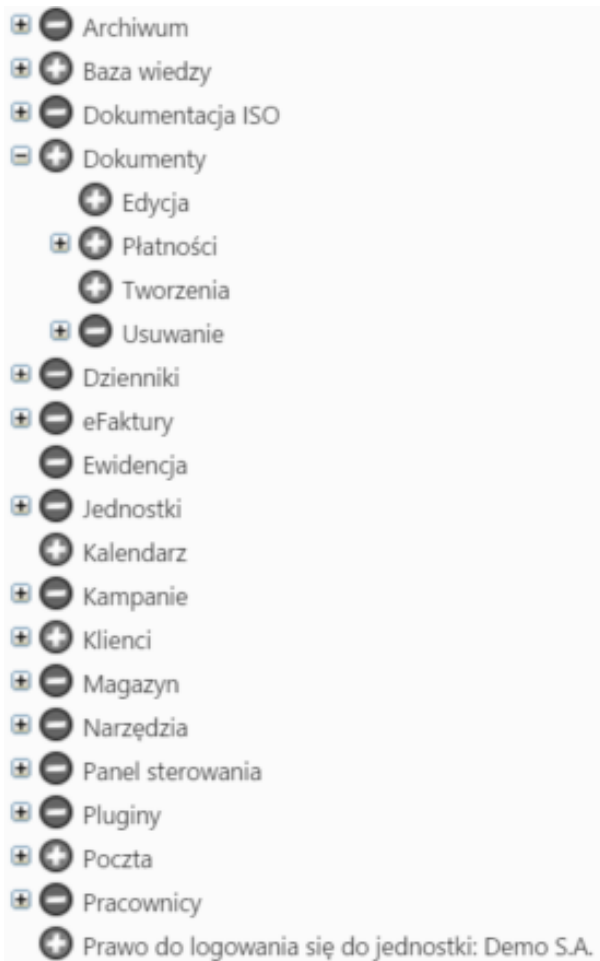 Archiwum
Baza wiedzy
Dokumentacja ISO
Dokumenty
Edycja
Płatności
Tworzenia
Usuwanie
Dzienniki
eFaktury
Ewidencja
Jednostki
Kalendarz
Kampanie
Klienci
Magazyn
Narzędzia
Panel sterowania
Pluginy
Poczta
Pracownicy
Prawo do logowania się do jednostki: Demo S.A.